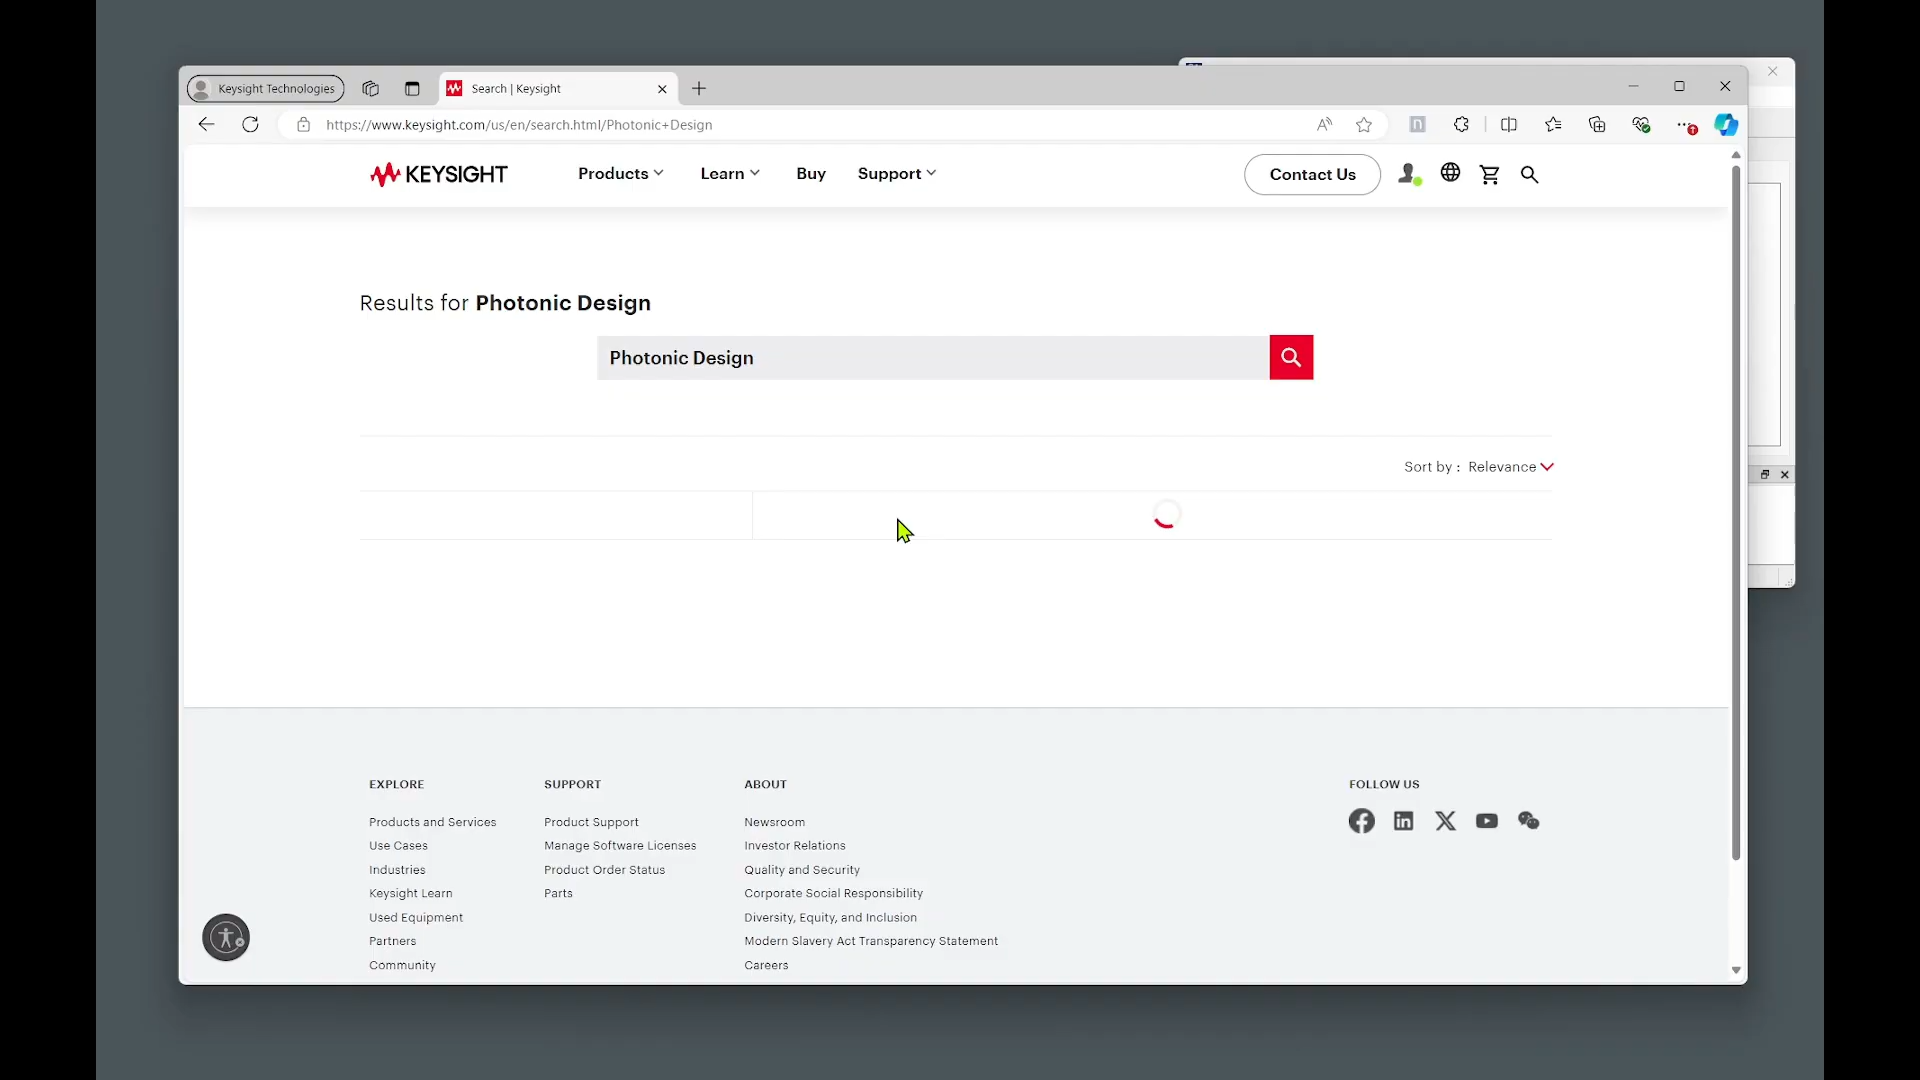 Keysight Technologies
Search | Keysight
https://www.keysight.com/us/en/search.html/Photonic+Design
KEYSIGHT
Products
Learn
Buy
Support
Contact Us
Results for Photonic Design
Photonic Design
Sort by : Relevance
EXPLORE
Products and Services
Use Cases
Industries
Keysight Learn
Used Equipment
Partners
Community
SUPPORT
Product Support
Manage Software Licenses
Product Order Status
Parts
ABOUT
Newsroom
Investor Relations
Quality and Security
Corporate Social Responsibility
Diversity, Equity, and Inclusion
Modern Slavery Act Transparency Statement
Careers
FOLLOW US